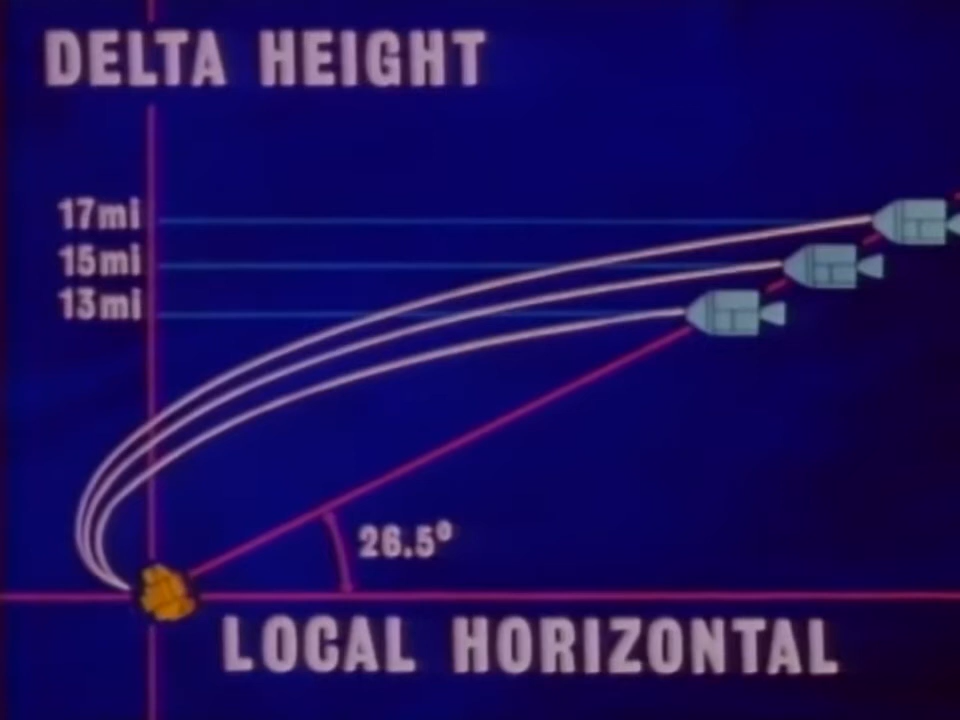 DELTA HEIGHT
17mi
15mi
13mi
26.5°
LOCAL HORIZONTAL